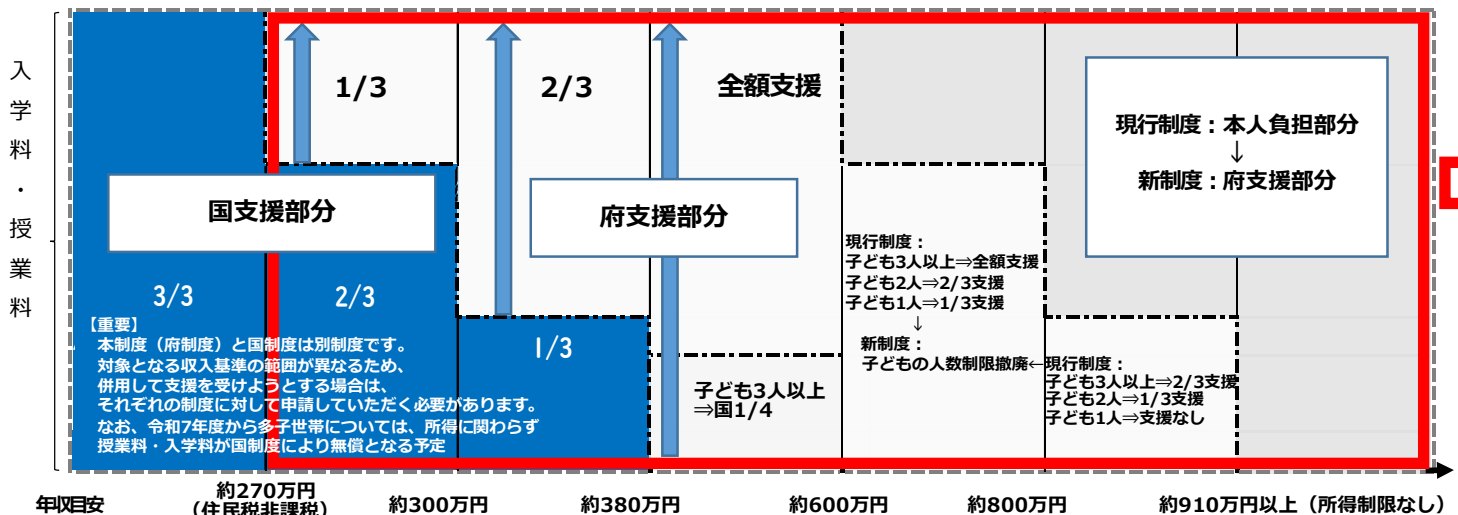 入学料・授業料
1/3
2/3
全額支援
現行制度：本人負担部分
↓
新制度：府支援部分
国支援部分
府支援部分
3/3
2/3
1/3
【重要】
本制度（府制度）と国制度は別制度です。
対象となる収入基準の範囲が異なるため、
併用して支援を受けようとする場合は、
それぞれの制度に対して申請していただく必要があります。
なお、令和7年度から多子世帯については、所得に関わらず
授業料・入学料が国制度により無償となる予定
子ども3人以上
⇒国1/4
現行制度：
子ども3人以上⇒全額支援
子ども2人⇒2/3支援
子ども1人⇒1/3支援
↓
新制度：
子どもの人数制限撤廃←現行制度：
子ども3人以上⇒2/3支援
子ども2人⇒1/3支援
子ども1人⇒支援なし
年収目安
約270万円
（住民税非課税）
約300万円
約380万円
約600万円
約800万円
約910万円以上（所得制限なし）